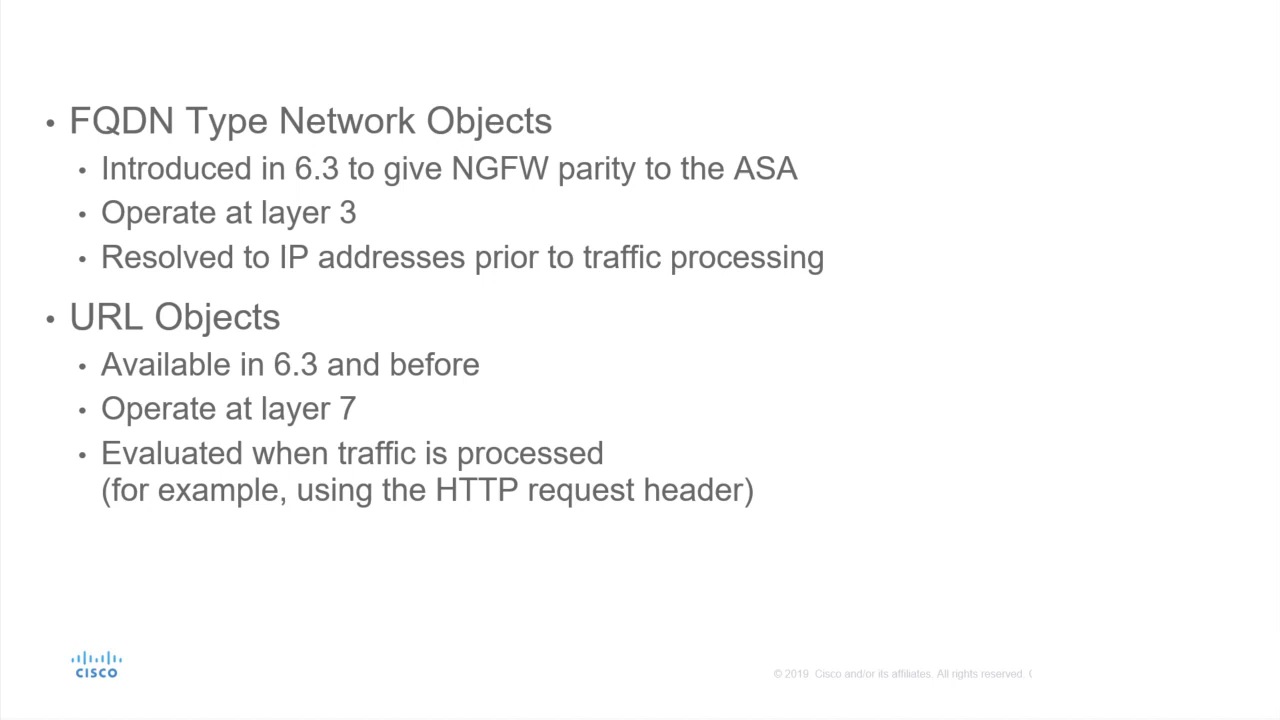 • FQDN Type Network Objects
• Introduced in 6.3 to give NGFW parity to the ASA
• Operate at layer 3
• Resolved to IP addresses prior to traffic processing
• URL Objects
• Available in 6.3 and before
• Operate at layer 7
• Evaluated when traffic is processed
(for example, using the HTTP request header)
CISCO
© 2019 Cisco and/or its affiliates. All rights reserved.